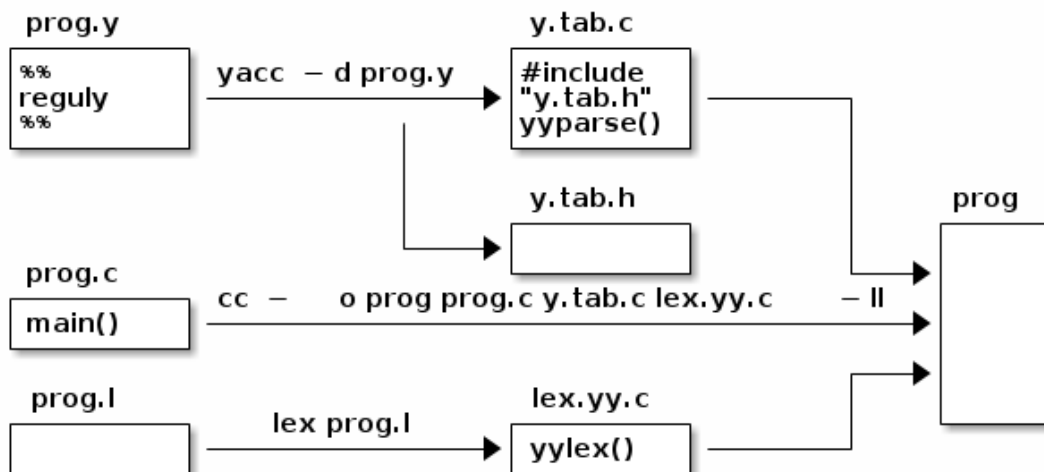 prog.y
y.tab.c
%%
reguly
%%
yacc – d prog.y
#include
"y.tab.h"
yyparse()
y.tab.h
prog
prog.c
main()
cc – o prog prog.c y.tab.c lex.yy.c – ll
prog.l
lex prog.l
lex.yy.c
yylex()